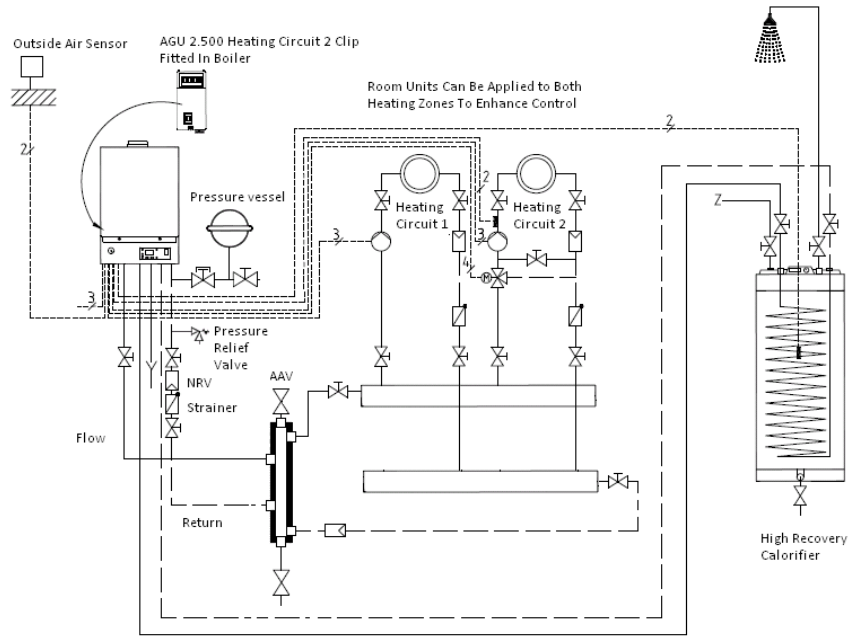 Outside Air Sensor
AGU 2.500 Heating Circuit 2 Clip
Fitted In Boiler
Room Units Can Be Applied to Both
Heating Zones To Enhance Control
2
2
2
Pressure vessel
Heating
Circuit 1
Heating
Circuit 2
Z
3
3
4
M
3
Pressure
Relief
Valve
NRV
Strainer
AAV
Flow
Return
High Recovery
Calorifier